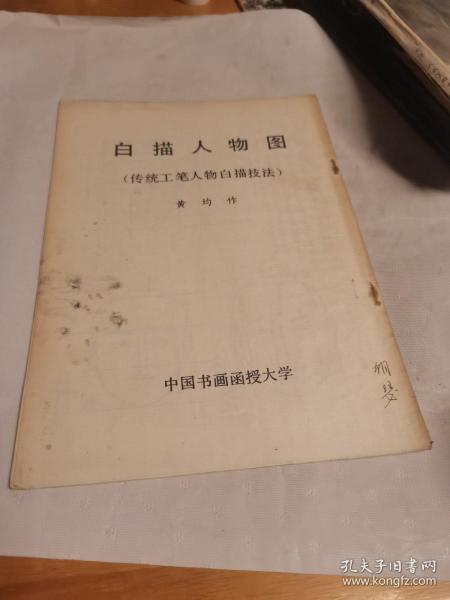 白描人物图
（传统工笔人物白描技法）
黄均作
中国书画函授大学
孔夫子旧书网
www.kongfz.com